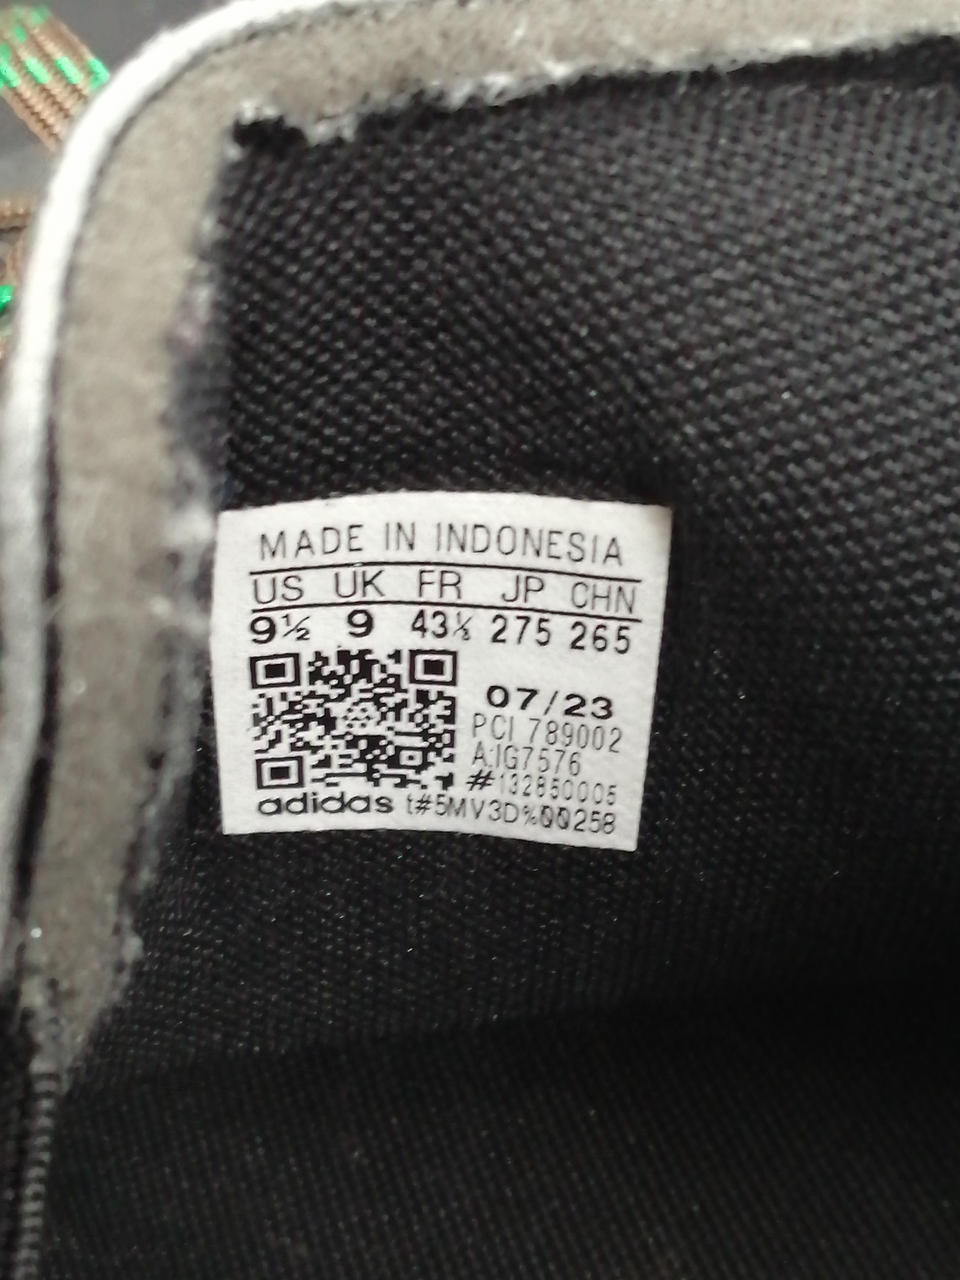 MADE IN INDONESIA
US UK FR JP CHN
9½ 9 43⅓ 275 265
07/23
PCI 789002
A:IG7576
#132850005
adidas t#5MV3D%00258